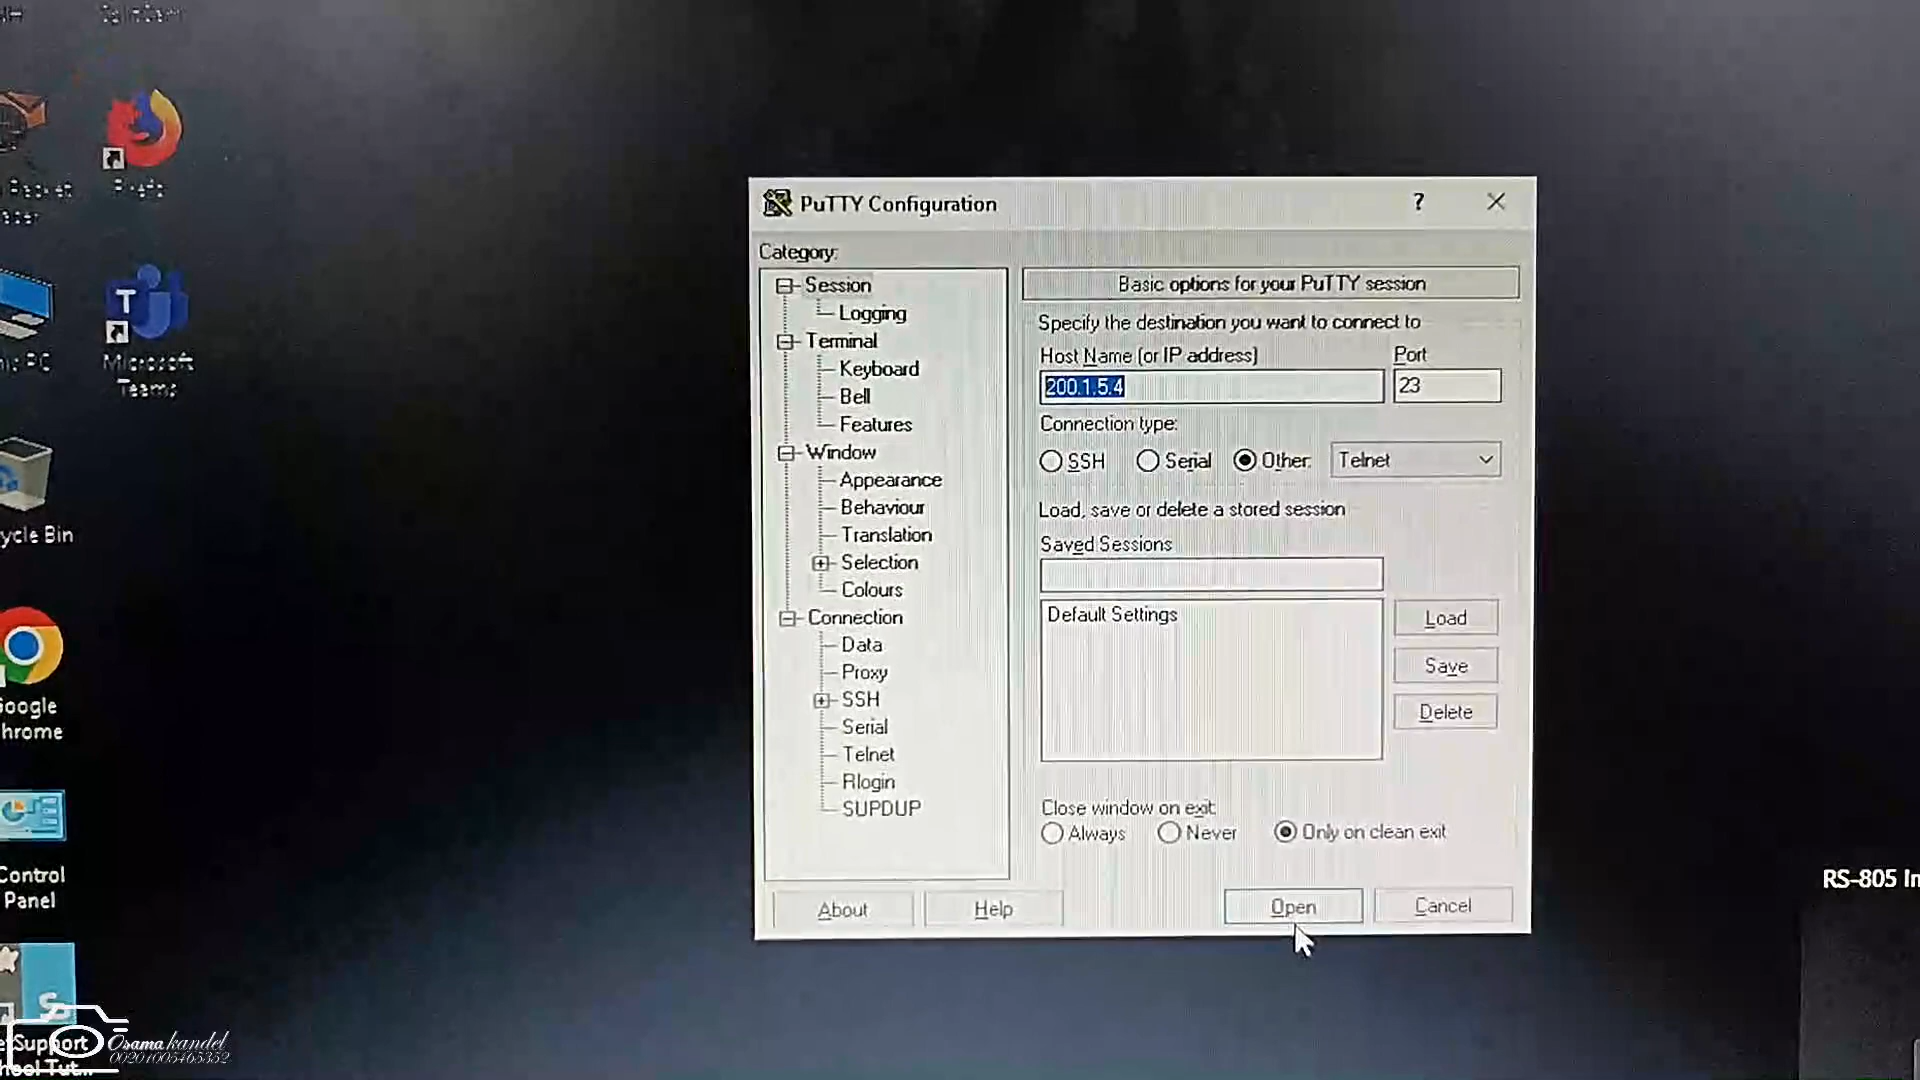 PuTTY Configuration
?
Category:
Session
Logging
Terminal
Keyboard
Bell
Features
Window
Appearance
Behaviour
Translation
Selection
Colours
Connection
Data
Proxy
SSH
Serial
Telnet
Rlogin
SUPDUP
Basic options for your PuTTY session
Specify the destination you want to connect to
Host Name (or IP address)
Port
200.1.5.4
23
Connection type:
SSH
Serial
Other:
Telnet
Load, save or delete a stored session
Saved Sessions
Default Settings
Load
Save
Delete
Close window on exit:
Always
Never
Only on clean exit
About
Help
Open
Cancel
Microsoft
Teams
ycle Bin
Google
hrome
Control
Panel
Support
RS-805 In
Osama kandel
00201005465352